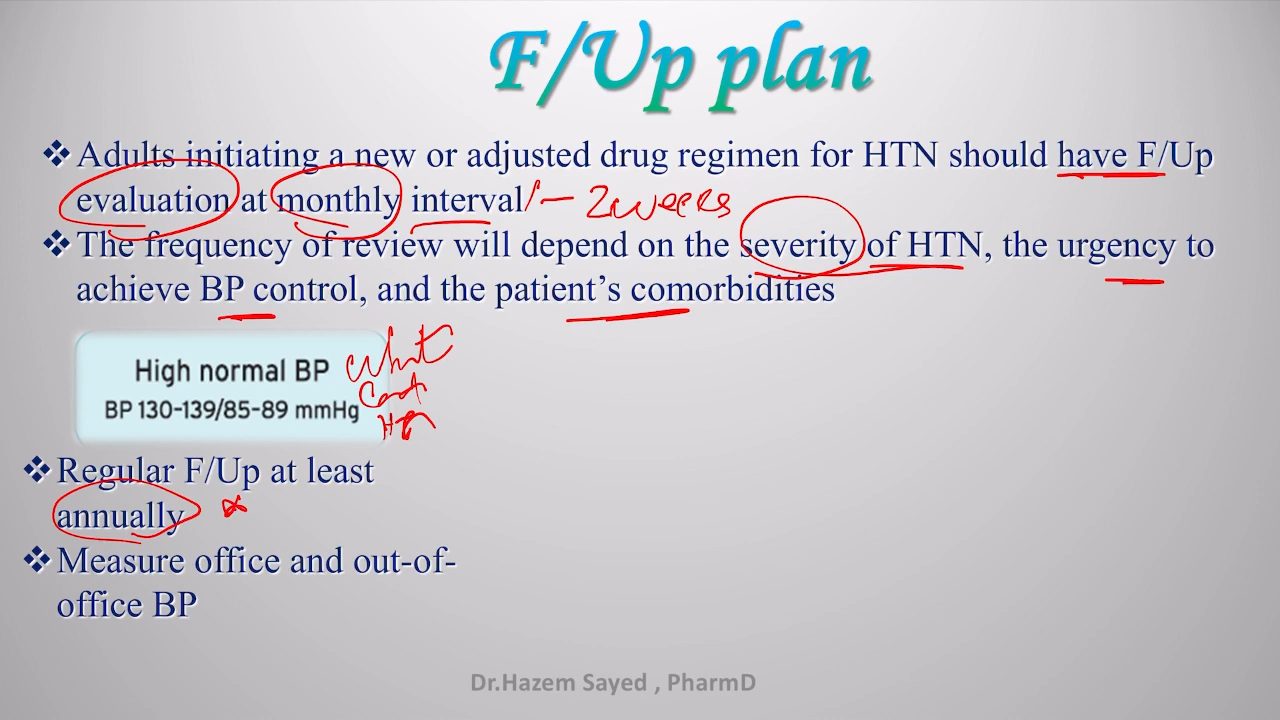 F/Up plan
❖ Adults initiating a new or adjusted drug regimen for HTN should have F/Up
evaluation at monthly interval/ – 2 weeks
❖ The frequency of review will depend on the severity of HTN, the urgency to
achieve BP control, and the patient's comorbidities
High normal BP
BP 130-139/85-89 mmHg
❖ Regular F/Up at least
annually
❖ Measure office and out-of-
office BP
Dr.Hazem Sayed , PharmD